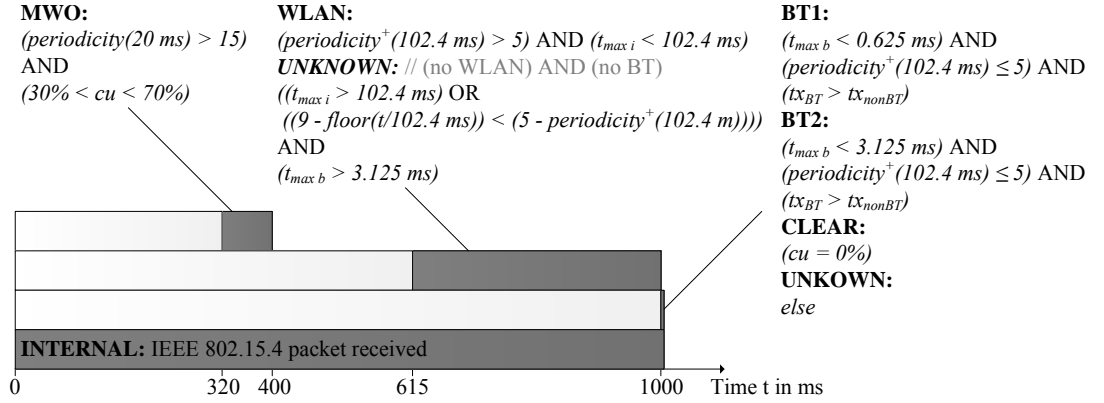 MWO:
(periodicity(20 ms) > 15)
AND
(30% < cu < 70%)
WLAN:
(periodicity⁺(102.4 ms) > 5) AND (t_max i < 102.4 ms)
UNKNOWN: // (no WLAN) AND (no BT)
((t_max i > 102.4 ms) OR
((9 - floor(t/102.4 ms)) < (5 - periodicity⁺(102.4 m))))
AND
(t_max b > 3.125 ms)
BT1:
(t_max b < 0.625 ms) AND
(periodicity⁺(102.4 ms) ≤ 5) AND
(tx_BT > tx_nonBT)
BT2:
(t_max b < 3.125 ms) AND
(periodicity⁺(102.4 ms) ≤ 5) AND
(tx_BT > tx_nonBT)
CLEAR:
(cu = 0%)
UNKOWN:
else
INTERNAL: IEEE 802.15.4 packet received
0 320 400 615 1000 Time t in ms